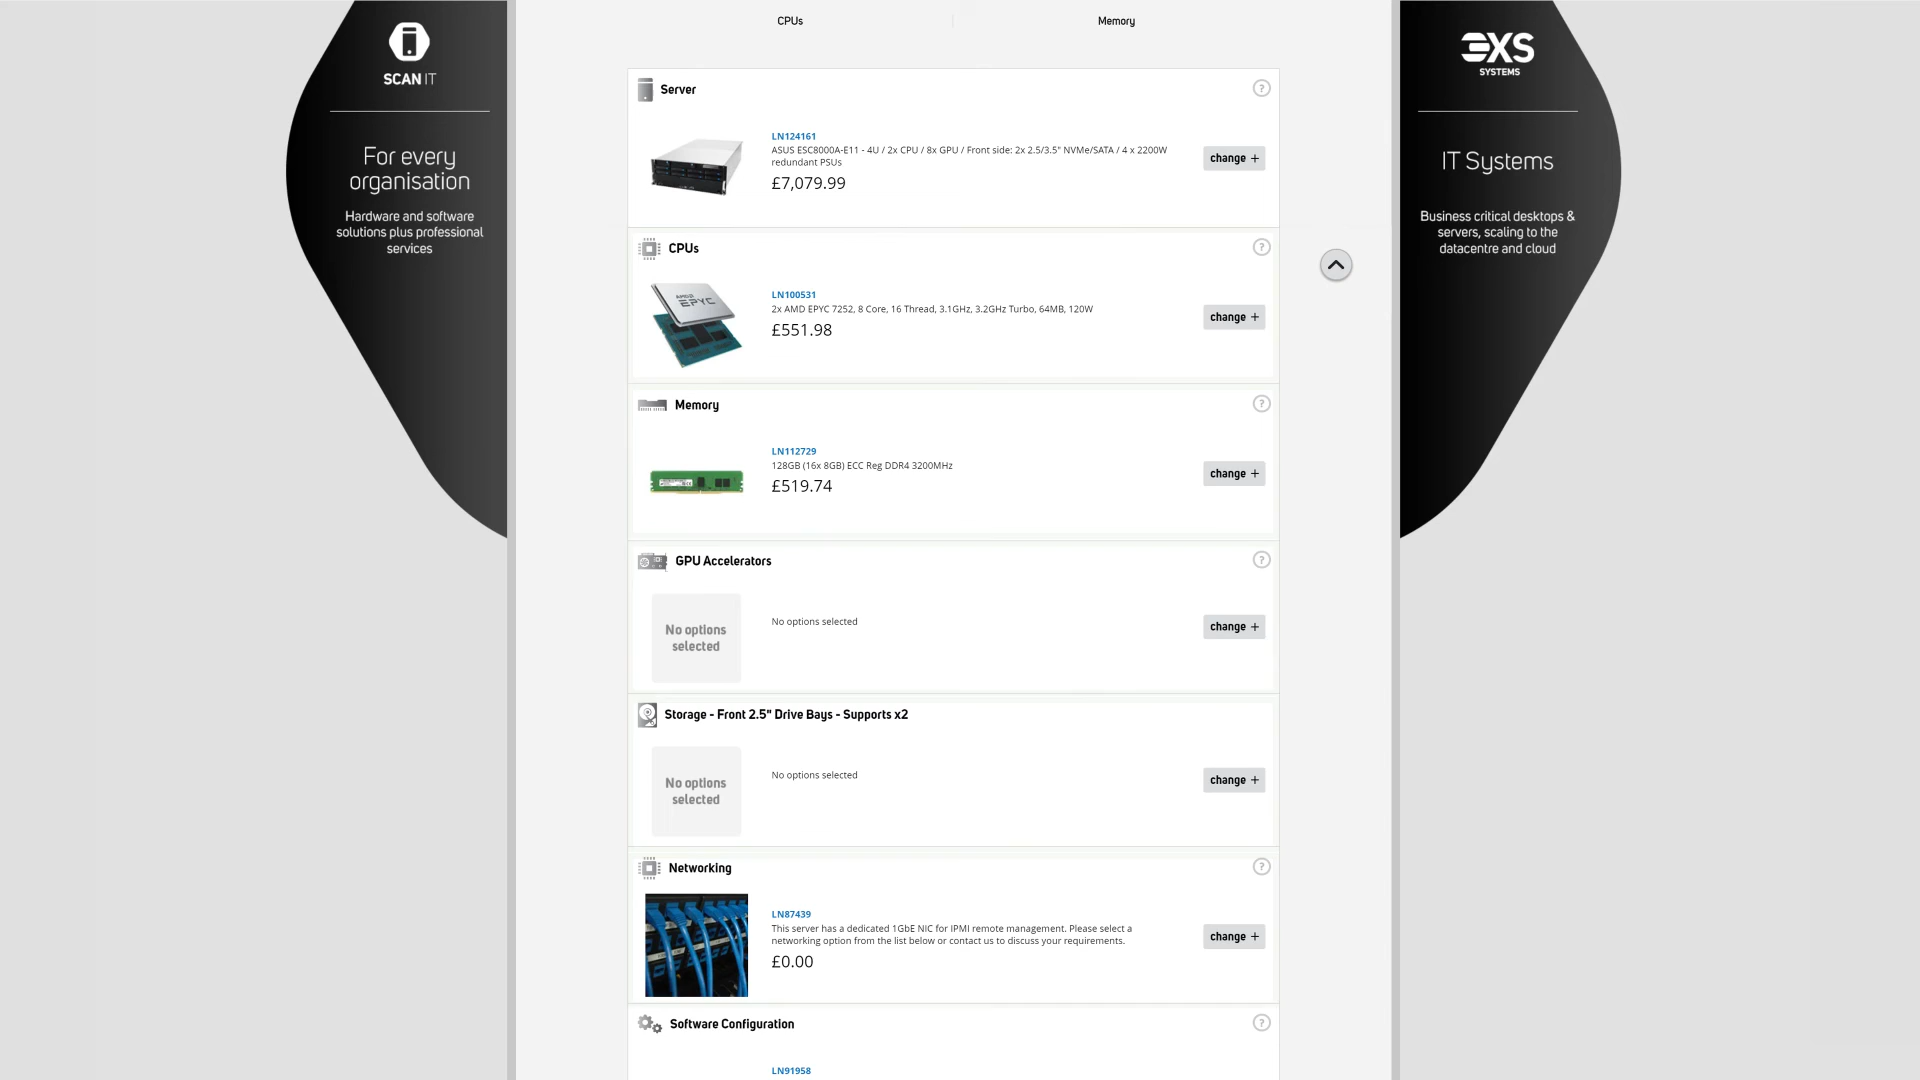 CPUs
Memory
SCAN IT
For every
organisation
Hardware and software
solutions plus professional
services
Server
?
LN124161
ASUS ESC8000A-E11 - 4U / 2x CPU / 8x GPU / Front side: 2x 2.5/3.5" NVMe/SATA / 4 x 2200W
redundant PSUs
£7,079.99
change +
CPUs
?
AMD
EPYC
LN100531
2x AMD EPYC 7252, 8 Core, 16 Thread, 3.1GHz, 3.2GHz Turbo, 64MB, 120W
£551.98
change +
Memory
?
LN112729
128GB (16x 8GB) ECC Reg DDR4 3200MHz
£519.74
change +
GPU Accelerators
?
No options
selected
No options selected
change +
Storage - Front 2.5" Drive Bays - Supports x2
No options
selected
No options selected
change +
Networking
?
LN87439
This server has a dedicated 1GbE NIC for IPMI remote management. Please select a
networking option from the list below or contact us to discuss your requirements.
£0.00
change +
Software Configuration
?
LN91958
3XS
SYSTEMS
IT Systems
Business critical desktops &
servers, scaling to the
datacentre and cloud